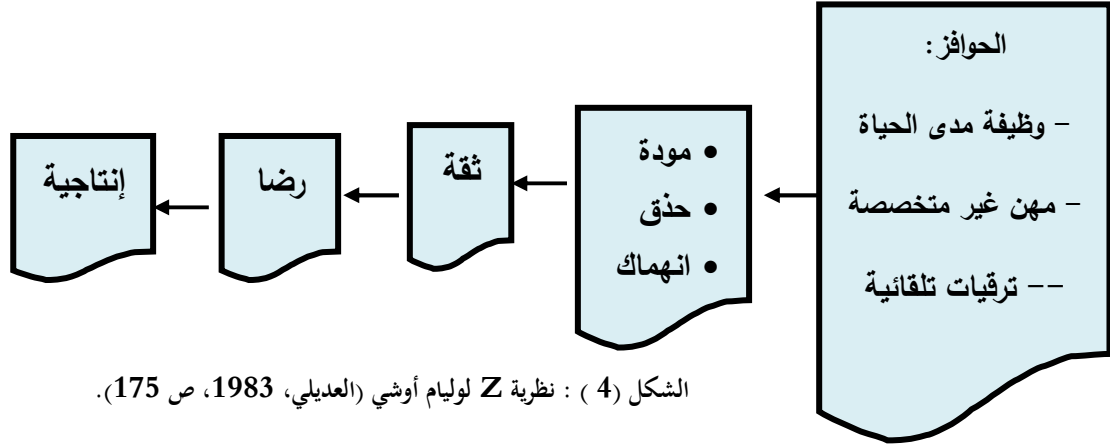 الحوافز:
- وظيفة مدى الحياة
- مهن غير متخصصة
-- ترقيات تلقائية
• مودة
• حذق
• انهماك
ثقة
رضا
إنتاجية
الشكل (4 ) : نظرية Z لوليام أوشي (العديلي، 1983، ص 175).